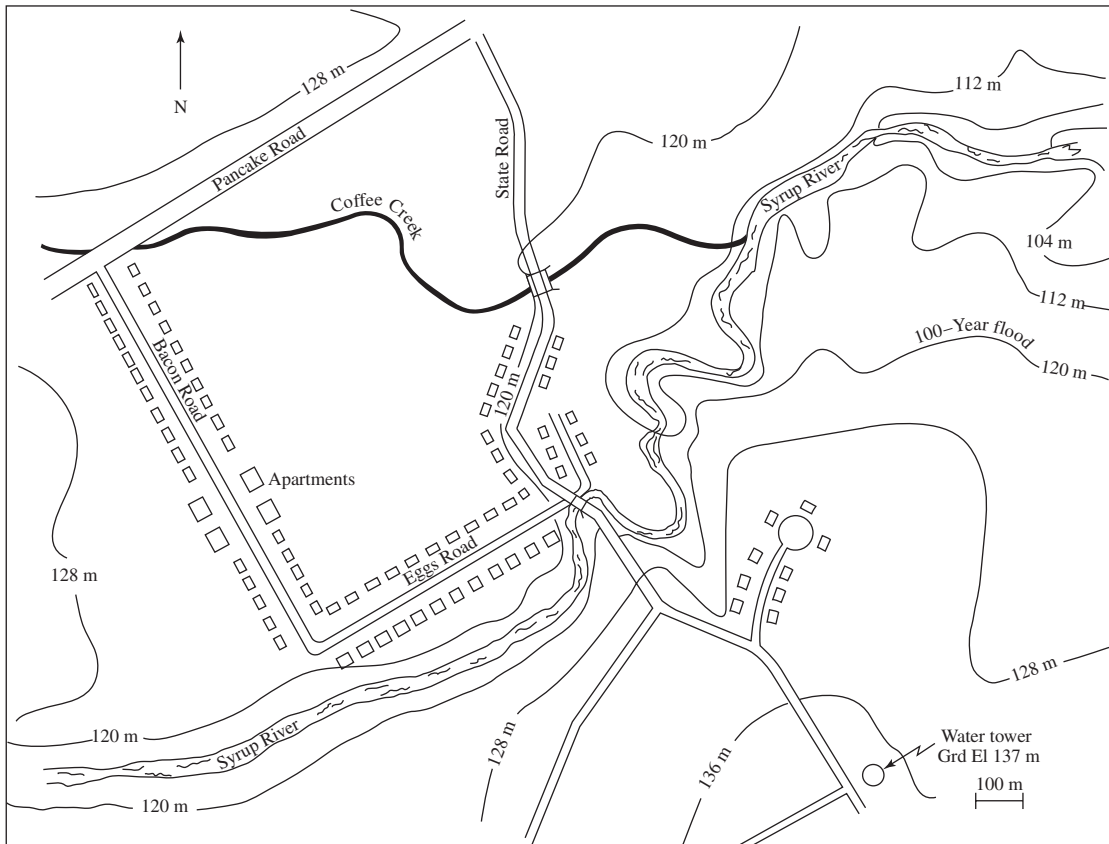 128 m
112 m
N
Pancake Road
State Road
120 m
Syrup River
Coffee Creek
104 m
112 m
100–Year flood
120 m
Bacon Road
120 m
Apartments
Eggs Road
128 m
128 m
120 m
Syrup River
128 m
136 m
Water tower
Grd El 137 m
120 m
100 m